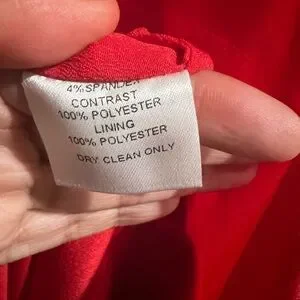 4% SPANDEX
CONTRAST
100% POLYESTER
LINING
100% POLYESTER
DRY CLEAN ONLY